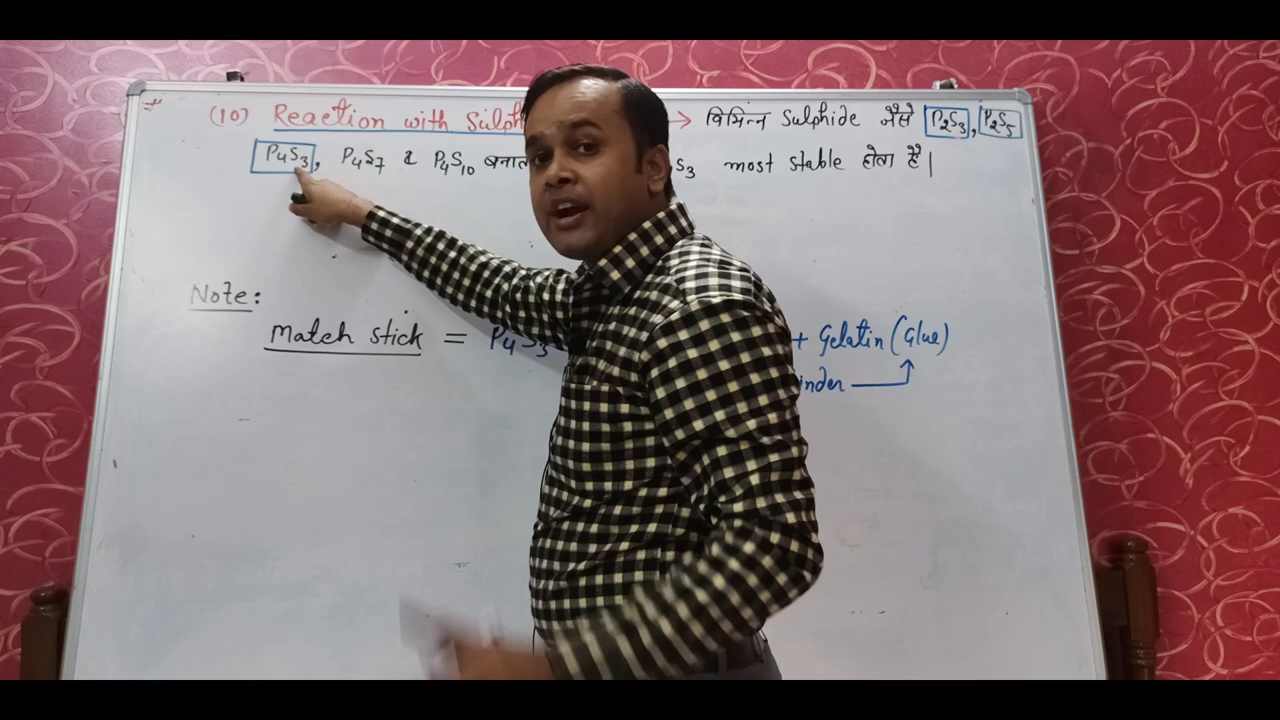 (10) Reaction with Sulph → विभिन्न Sulphide जैसे P₂S₃, P₂S₅
P₄S₃, P₄S₇ & P₄S₁₀ बनात S₃ most stable होता है |
Note:
Match stick = P₄S₃ + Gelatin (Glue)
inder